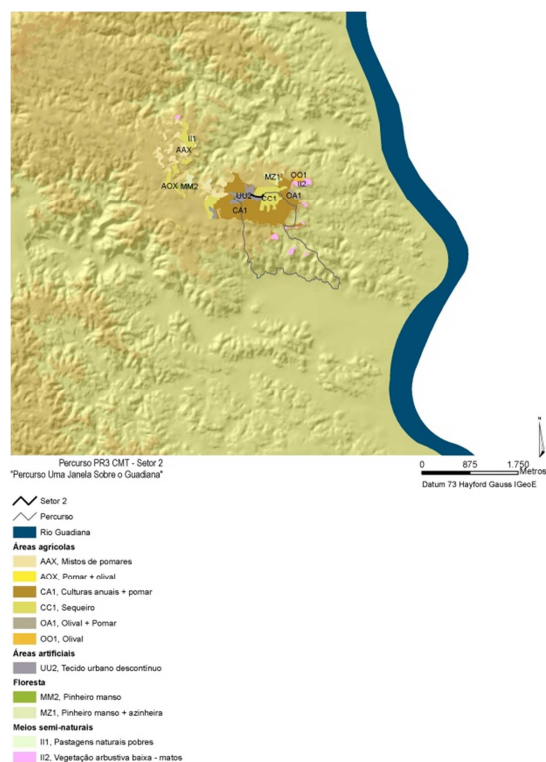 II1
AAX
AOX MM2
MZ1
OO1
II2
UU2
CC1
OA1
CA1
N
Percurso PR3 CMT - Setor 2
"Percurso Uma Janela Sobre o Guadiana"
0 875 1.750
Metros
Datum 73 Hayford Gauss IGeoE
Setor 2
Percurso
Rio Guadiana
Áreas agrícolas
AAX, Mistos de pomares
AOX, Pomar + olival
CA1, Culturas anuais + pomar
CC1, Sequeiro
OA1, Olival + Pomar
OO1, Olival
Áreas artificiais
UU2, Tecido urbano descontínuo
Floresta
MM2, Pinheiro manso
MZ1, Pinheiro manso + azinheira
Meios semi-naturais
II1, Pastagens naturais pobres
II2, Vegetação arbustiva baixa - matos